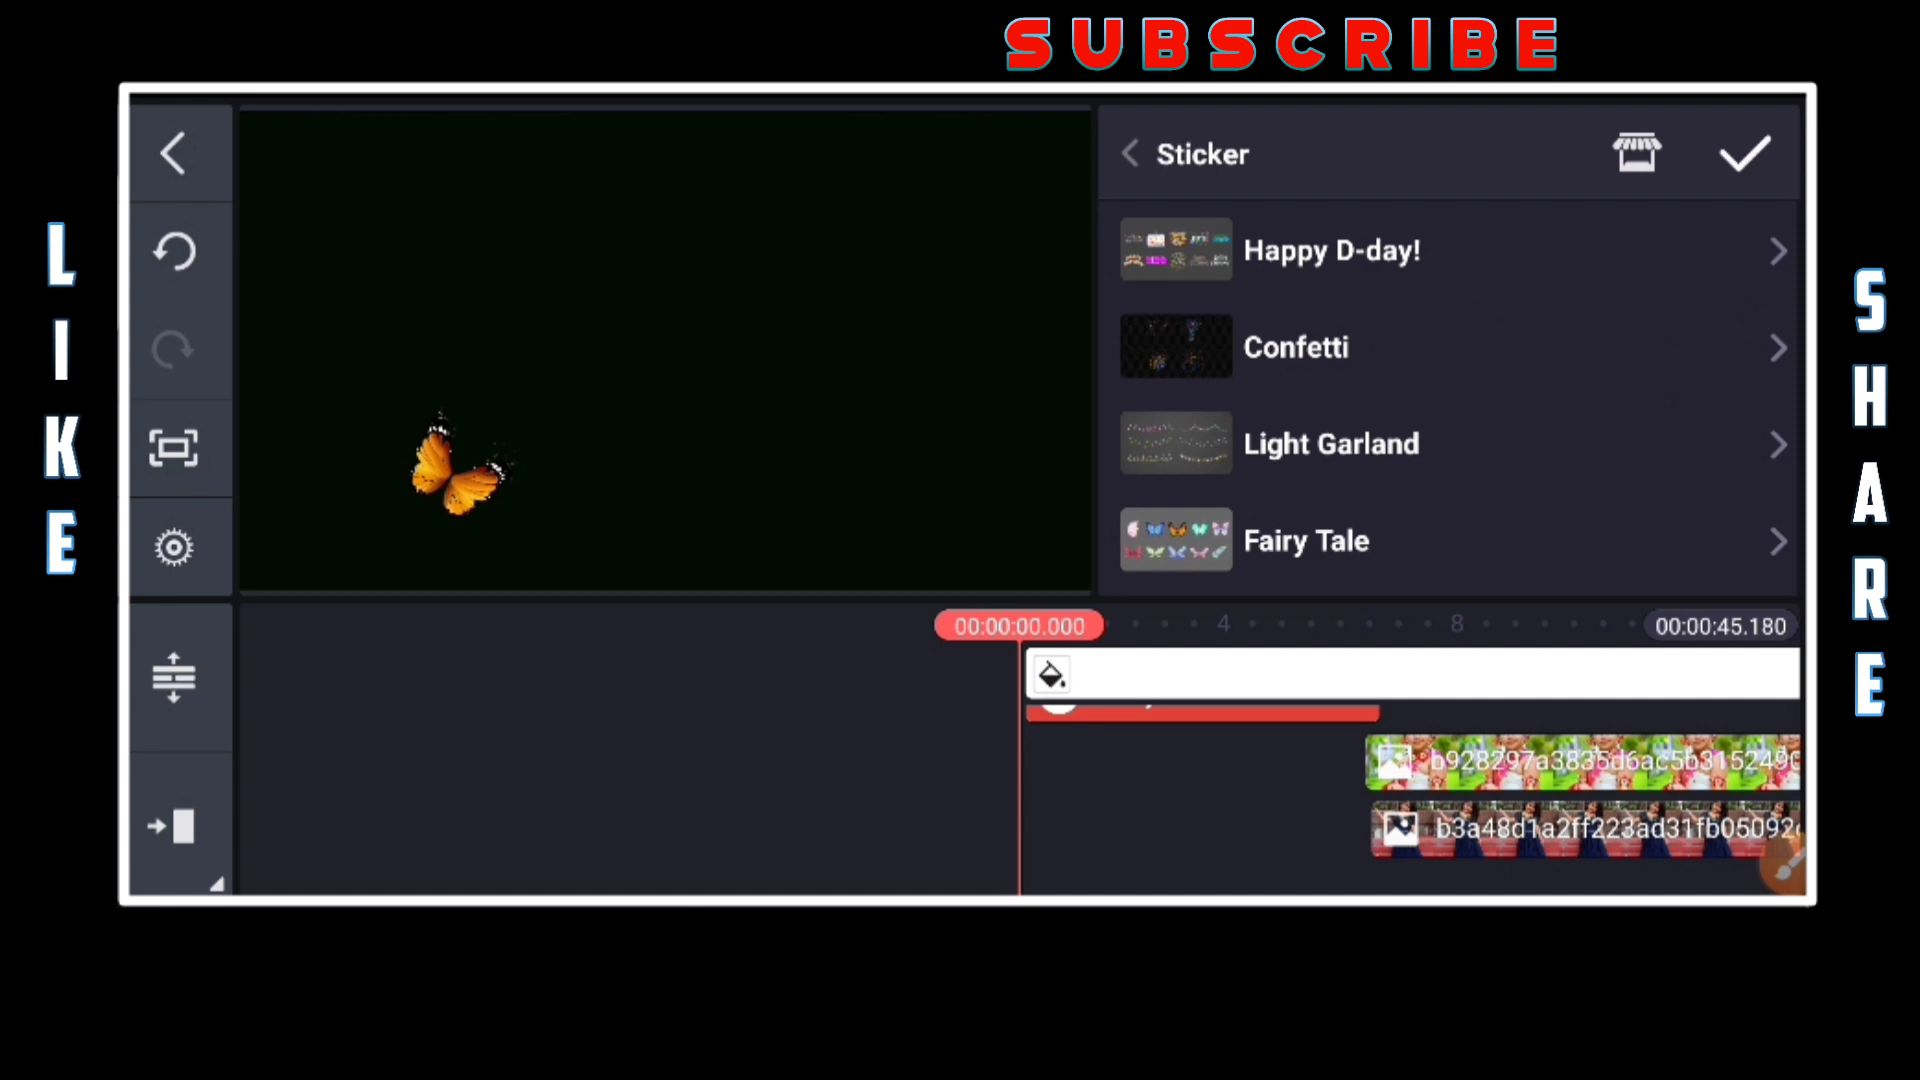 SUBSCRIBE
LIKE
Sticker
Happy D-day!
Confetti
Light Garland
Fairy Tale
00:00:00.000
4
8
00:00:45.180
b928297a3835d6ac5b315249
b3a48d1a2ff223ad31fb05092
SHARE